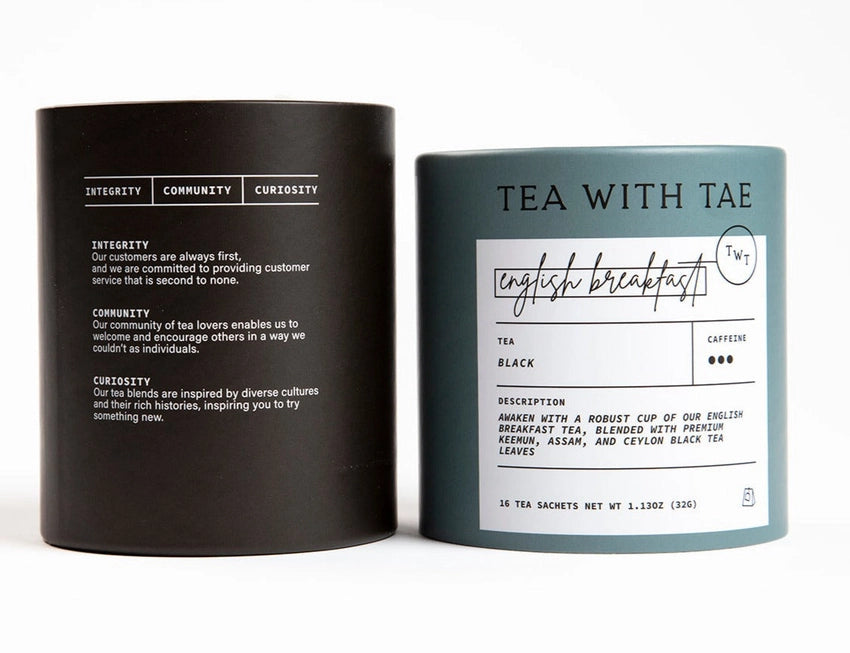 INTEGRITY COMMUNITY CURIOSITY
INTEGRITY
Our customers are always first,
and we are committed to providing customer
service that is second to none.
COMMUNITY
Our community of tea lovers enables us to
welcome and encourage others in a way we
couldn't as individuals.
CURIOSITY
Our tea blends are inspired by diverse cultures
and their rich histories, inspiring you to try
something new.
TEA WITH TAE
TWT
english breakfast
TEA
BLACK
CAFFEINE
DESCRIPTION
AWAKEN WITH A ROBUST CUP OF OUR ENGLISH
BREAKFAST TEA, BLENDED WITH PREMIUM
KEEMUN, ASSAM, AND CEYLON BLACK TEA
LEAVES
16 TEA SACHETS NET WT 1.13OZ (32G)